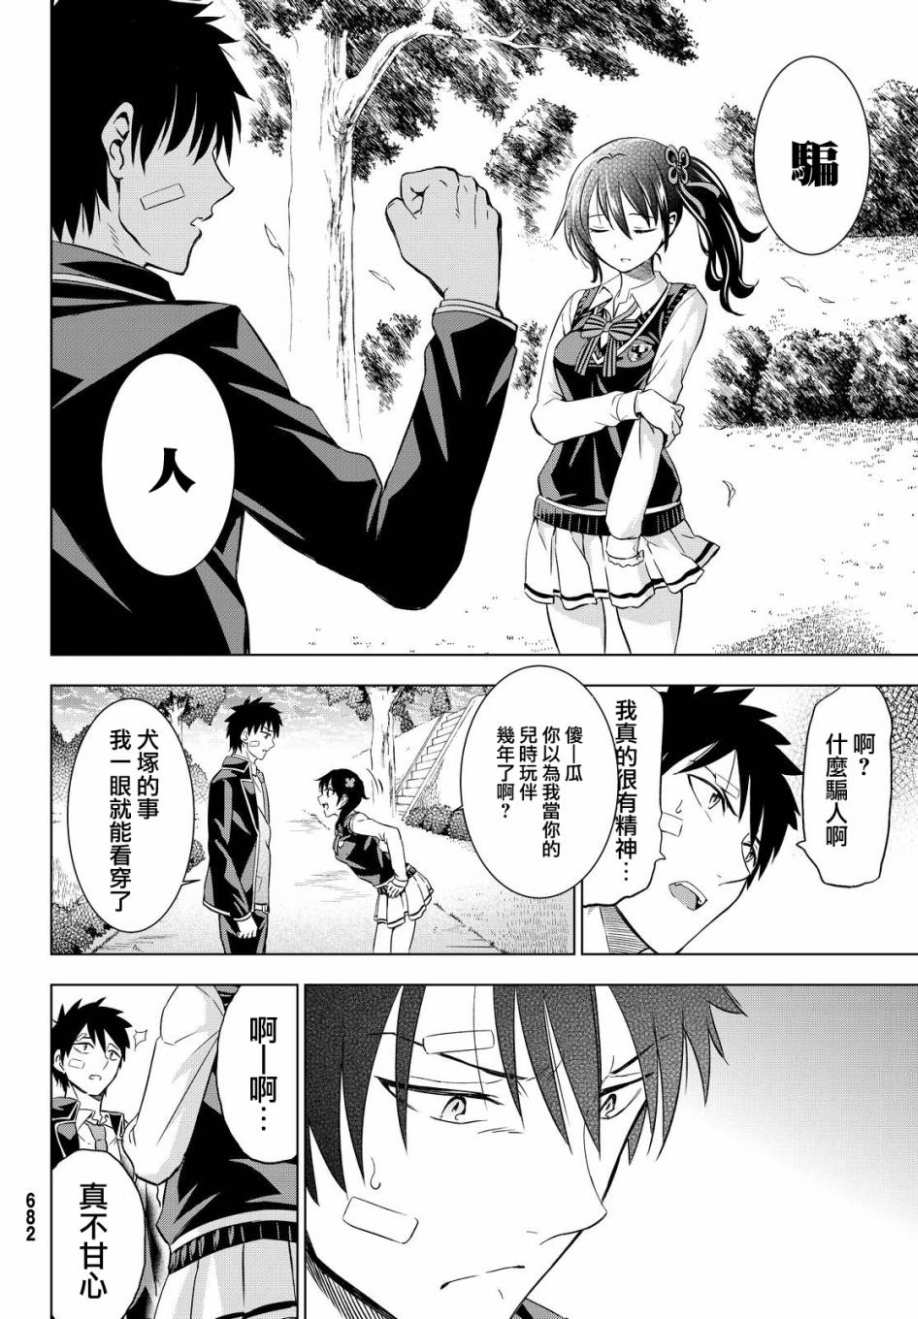 騙
人
啊？
什麼騙人啊
我真的很有精神…
傻—瓜
你以為我當你的
兒時玩伴
幾年了啊？
犬塚的事
我一眼就能看穿了
啊—啊…
真不甘心
682